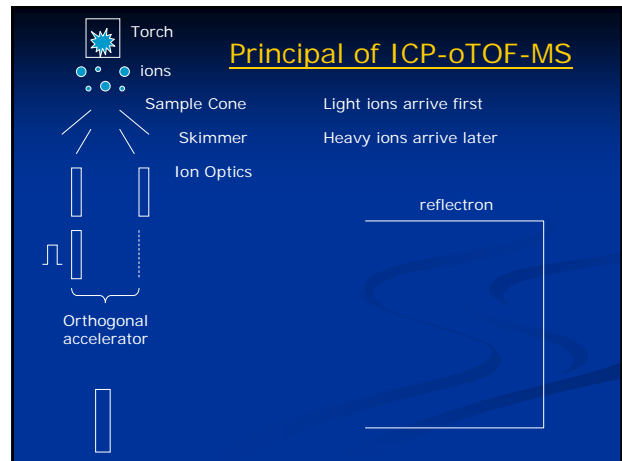 Torch
Principal of ICP-oTOF-MS
ions
Sample Cone
Light ions arrive first
Skimmer
Heavy ions arrive later
Ion Optics
reflectron
Orthogonal
accelerator